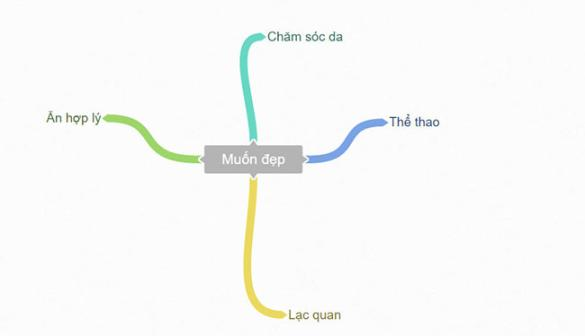 Chăm sóc da
Ăn hợp lý
Thể thao
Muốn đẹp
Lạc quan